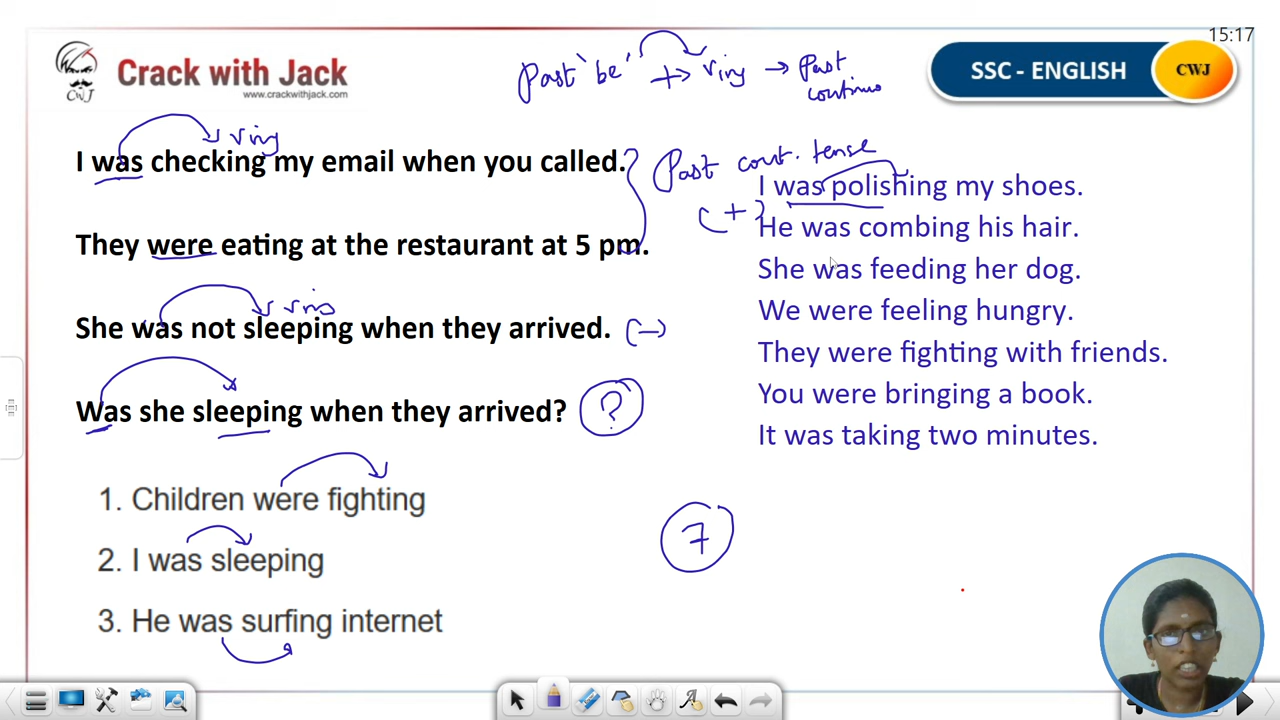 15:17
Crack with Jack
www.crackwithjack.com
CWJ
SSC - ENGLISH
CWJ
Past 'be' + Ving → Past
continuo
Ving
I was checking my email when you called.
Past cont. tense
(+)
They were eating at the restaurant at 5 pm.
Ving
She was not sleeping when they arrived. (-)
Was she sleeping when they arrived? ?
1. Children were fighting
2. I was sleeping
3. He was surfing internet
I was polishing my shoes.
He was combing his hair.
She was feeding her dog.
We were feeling hungry.
They were fighting with friends.
You were bringing a book.
It was taking two minutes.
7